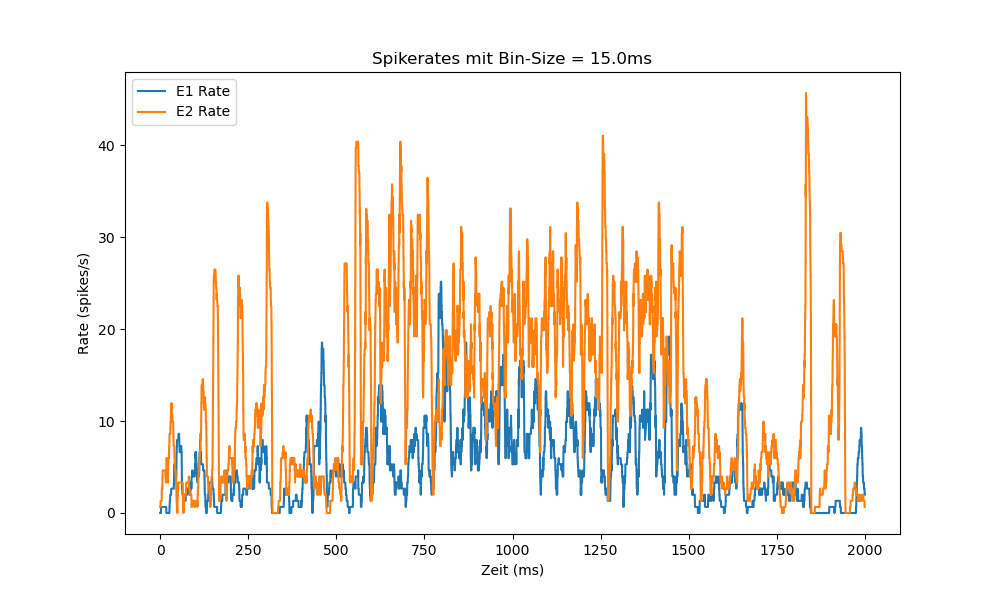 Spikerates mit Bin-Size = 15.0ms
E1 Rate
E2 Rate
Rate (spikes/s)
40
30
20
10
0
0 250 500 750 1000 1250 1500 1750 2000
Zeit (ms)